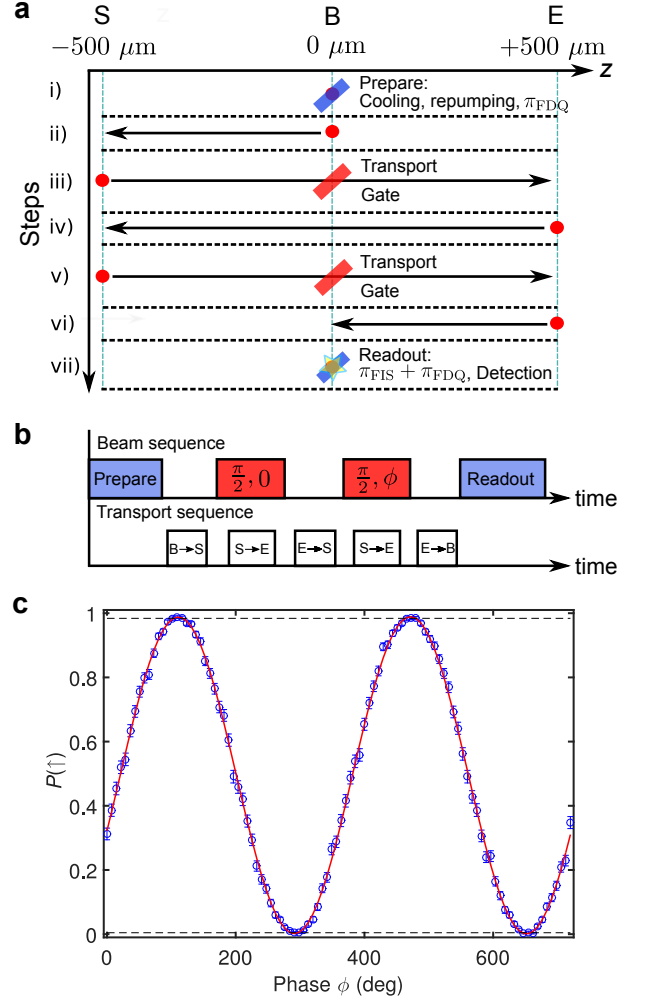 a
S B E
−500 μm 0 μm +500 μm
z
Steps
i) Prepare:
Cooling, repumping, π_FDQ
ii)
iii) Transport
Gate
iv)
v) Transport
Gate
vi)
vii) Readout:
π_FIS + π_FDQ, Detection
b
Beam sequence
Prepare π/2, 0 π/2, ϕ Readout
time
Transport sequence
B→S S→E E→S S→E E→B
time
c
1
0.8
0.6
0.4
0.2
0
P(↑)
0 200 400 600
Phase ϕ (deg)